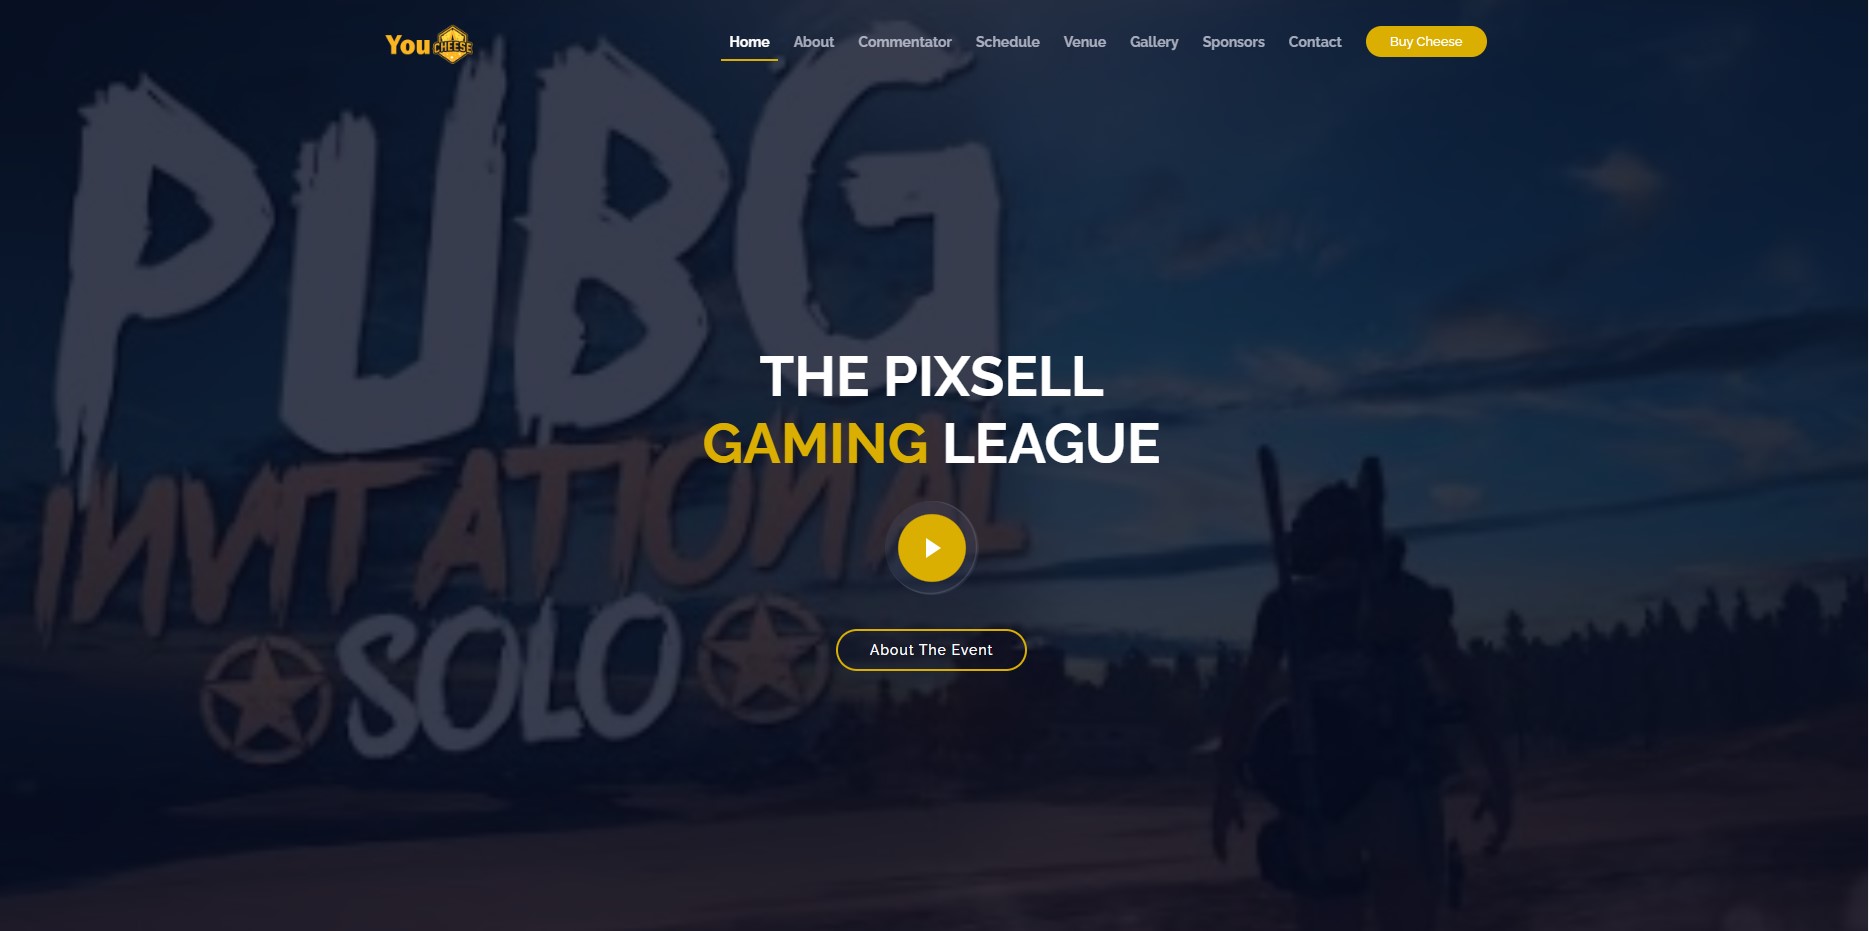 You CHEESE
Home About Commentator Schedule Venue Gallery Sponsors Contact Buy Cheese
PUBG
INVITATIONAL
SOLO
THE PIXSELL
GAMING LEAGUE
About The Event